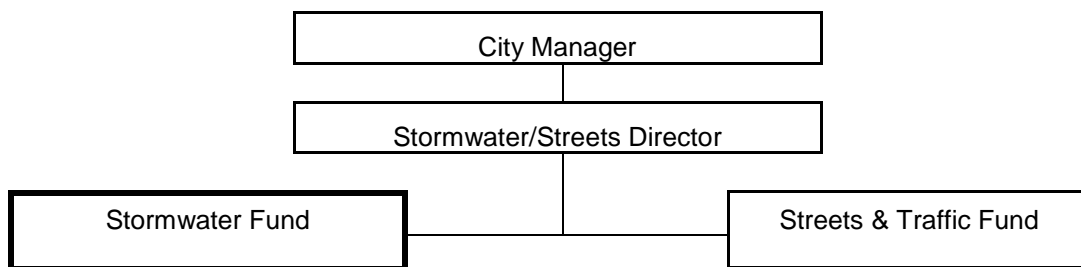 City Manager
Stormwater/Streets Director
Stormwater Fund
Streets & Traffic Fund